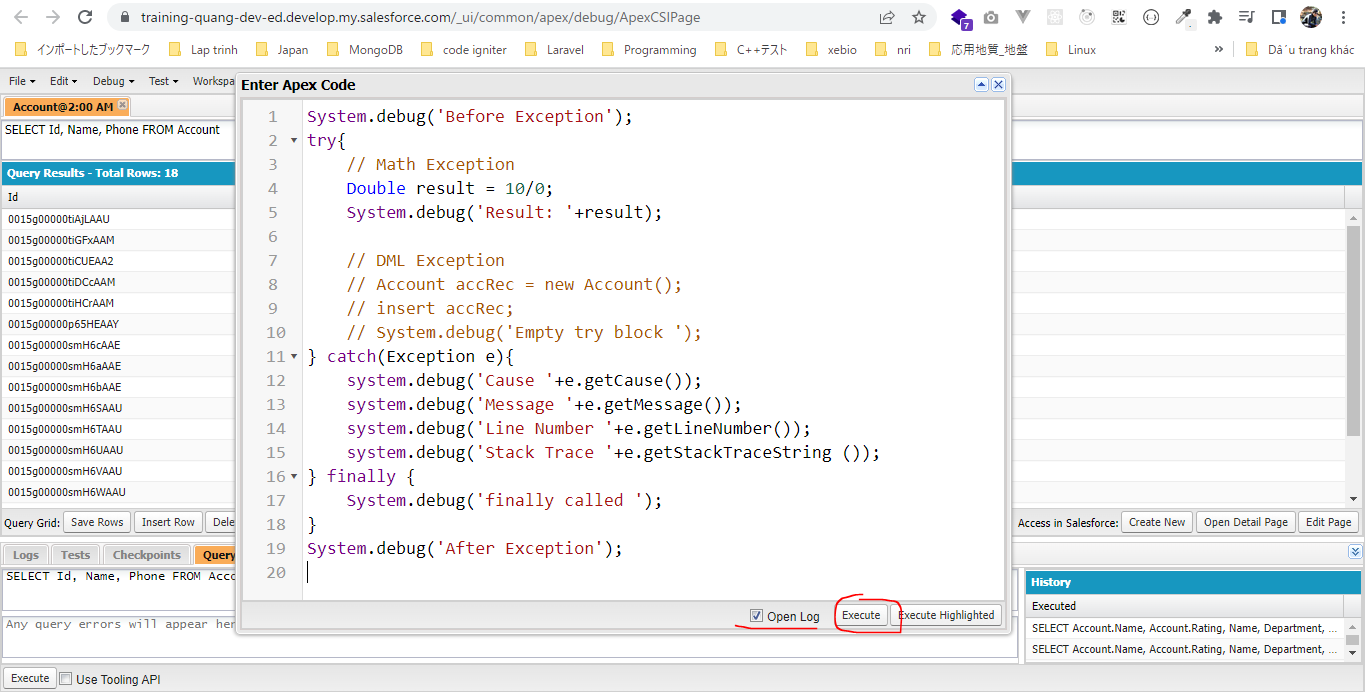 training-quang-dev-ed.develop.my.salesforce.com/_ui/common/apex/debug/ApexCSIPage
7
インポートしたブックマーク Lap trinh Japan MongoDB code igniter Laravel Programming C++テスト xebio nri 応用地質_地盤 Linux » Dấu trang khác
File Edit Debug Test Workspa
Account@2:00 AM
SELECT Id, Name, Phone FROM Account
Query Results - Total Rows: 18
Id
0015g00000tiAjLAAU
0015g00000tiGFxAAM
0015g00000tiCUEAA2
0015g00000tiDCcAAM
0015g00000tiHCrAAM
0015g00000p65HEAAY
0015g00000smH6cAAE
0015g00000smH6aAAE
0015g00000smH6bAAE
0015g00000smH6SAAU
0015g00000smH6TAAU
0015g00000smH6UAAU
0015g00000smH6VAAU
0015g00000smH6WAAU
Query Grid: Save Rows Insert Row Dele
Access in Salesforce: Create New Open Detail Page Edit Page
Enter Apex Code
1 System.debug('Before Exception');
2 try{
3 // Math Exception
4 Double result = 10/0;
5 System.debug('Result: '+result);
6
7 // DML Exception
8 // Account accRec = new Account();
9 // insert accRec;
10 // System.debug('Empty try block ');
11 } catch(Exception e){
12 system.debug('Cause '+e.getCause());
13 system.debug('Message '+e.getMessage());
14 system.debug('Line Number '+e.getLineNumber());
15 system.debug('Stack Trace '+e.getStackTraceString ());
16 } finally {
17 System.debug('finally called ');
18 }
19 System.debug('After Exception');
20
Open Log Execute Execute Highlighted
Logs Tests Checkpoints Query
SELECT Id, Name, Phone FROM Acco
Any query errors will appear her
History
Executed
SELECT Account.Name, Account.Rating, Name, Department, ...
SELECT Account.Name, Account.Rating, Name, Department, ...
Execute Use Tooling API